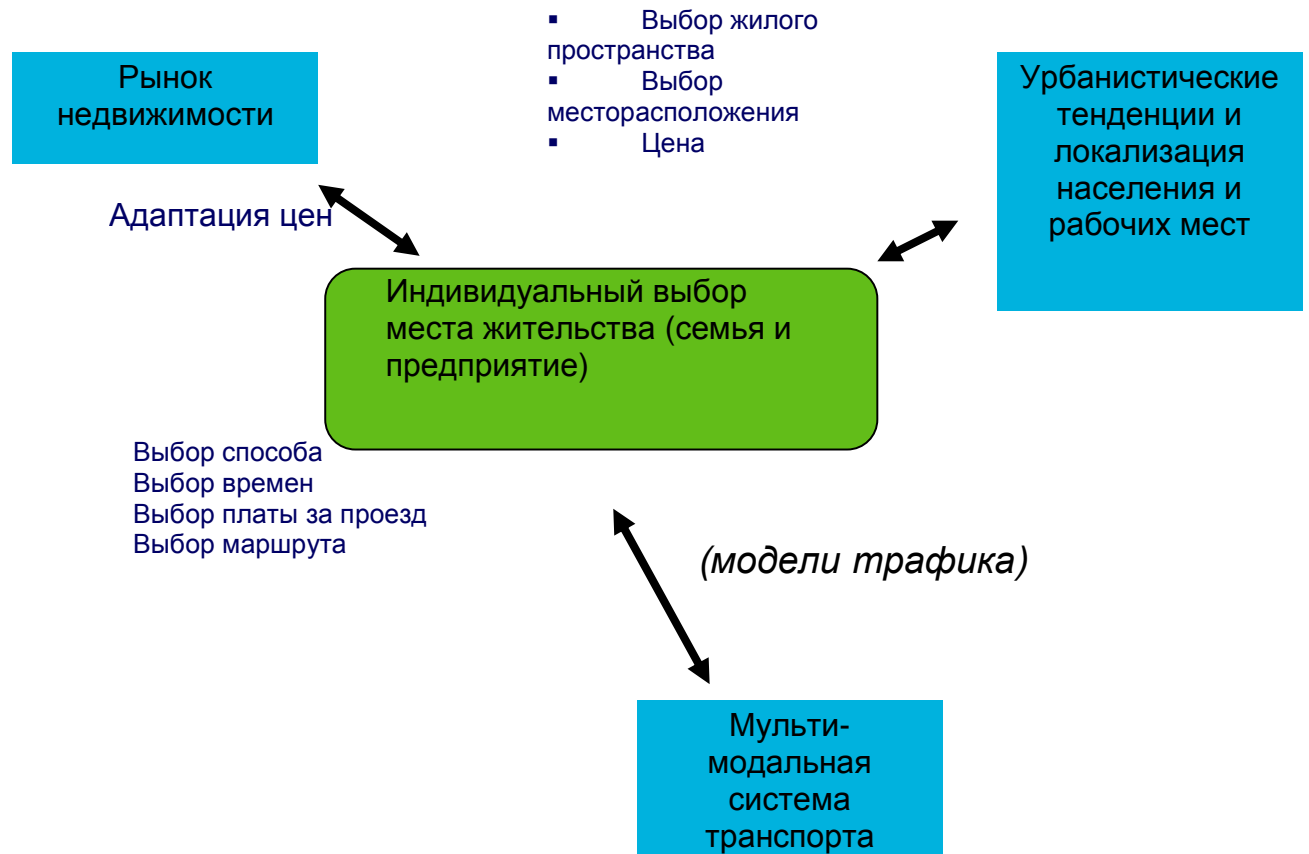 ▪ Выбор жилого
пространства
▪ Выбор
месторасположения
▪ Цена
Рынок
недвижимости
Урбанистические
тенденции и
локализация
населения и
рабочих мест
Адаптация цен
Индивидуальный выбор
места жительства (семья и
предприятие)
Выбор способа
Выбор времен
Выбор платы за проезд
Выбор маршрута
(модели трафика)
Мульти-
модальная
система
транспорта